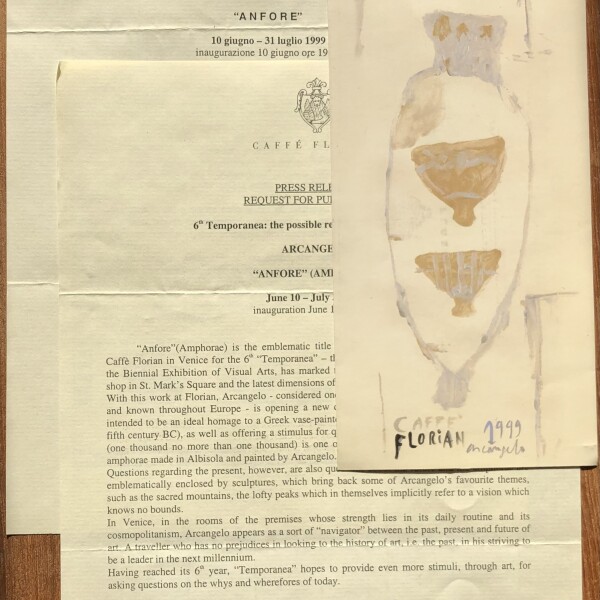 "ANFORE"
10 giugno – 31 luglio 1999
inaugurazione 10 giugno ore 19
CAFFÉ FL
PRESS RELE
REQUEST FOR PU
6° Temporanea: the possible re
ARCANGE
"ANFORE" (AM
June 10 – July
inauguration June 1
"Anfore"(Amphorae) is the emblematic title
Caffè Florian in Venice for the 6° "Temporanea" – th
the Biennial Exhibition of Visual Arts, has marked
shop in St. Mark's Square and the latest dimensions of
With this work at Florian, Arcangelo - considered one
and known throughout Europe - is opening a new
intended to be an ideal homage to a Greek vase-paint
fifth century BC), as well as offering a stimulus for q
(one thousand no more than one thousand) is one o
amphorae made in Albisola and painted by Arcangelo.
Questions regarding the present, however, are also que
emblematically enclosed by sculptures, which bring back some of Arcangelo's favourite themes,
such as the sacred mountains, the lofty peaks which in themselves implicitly refer to a vision which
knows no bounds.
In Venice, in the rooms of the premises whose strength lies in its daily routine and its
cosmopolitanism, Arcangelo appears as a sort of "navigator" between the past, present and future of
art. A traveller who has no prejudices in looking to the history of art, i.e. the past, in his striving to
be a leader in the next millennium.
Having reached its 6° year, "Temporanea" hopes to provide even more stimuli, through art, for
asking questions on the whys and wherefores of today.
CAFFE'
FLORIAN 1999
Arcangelo